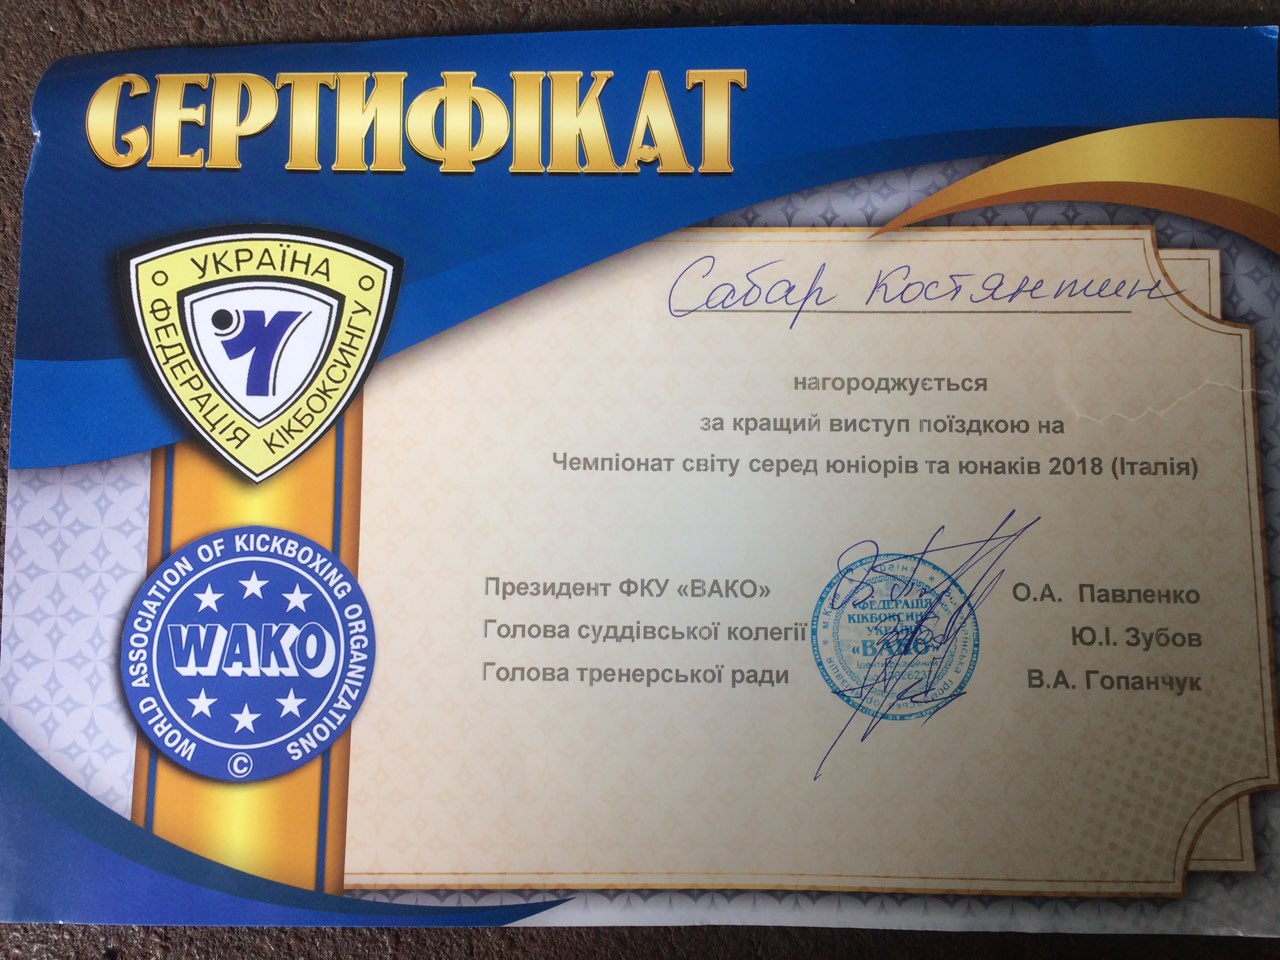 СЕРТИФІКАТ
УКРАЇНА
ФЕДЕРАЦІЯ КІКБОКСИНГУ
Сабар Костянтин
нагороджується
за кращий виступ поїздкою на
Чемпіонат світу серед юніорів та юнаків 2018 (Італія)
WORLD ASSOCIATION OF KICKBOXING ORGANIZATIONS
WAKO
©
Президент ФКУ «ВАКО» О.А. Павленко
Голова суддівської колегії Ю.І. Зубов
Голова тренерської ради В.А. Гопанчук
Україна
ФЕДЕРАЦІЯ
КІКБОКСИНГУ
УКРАЇНИ
«ВАКО»